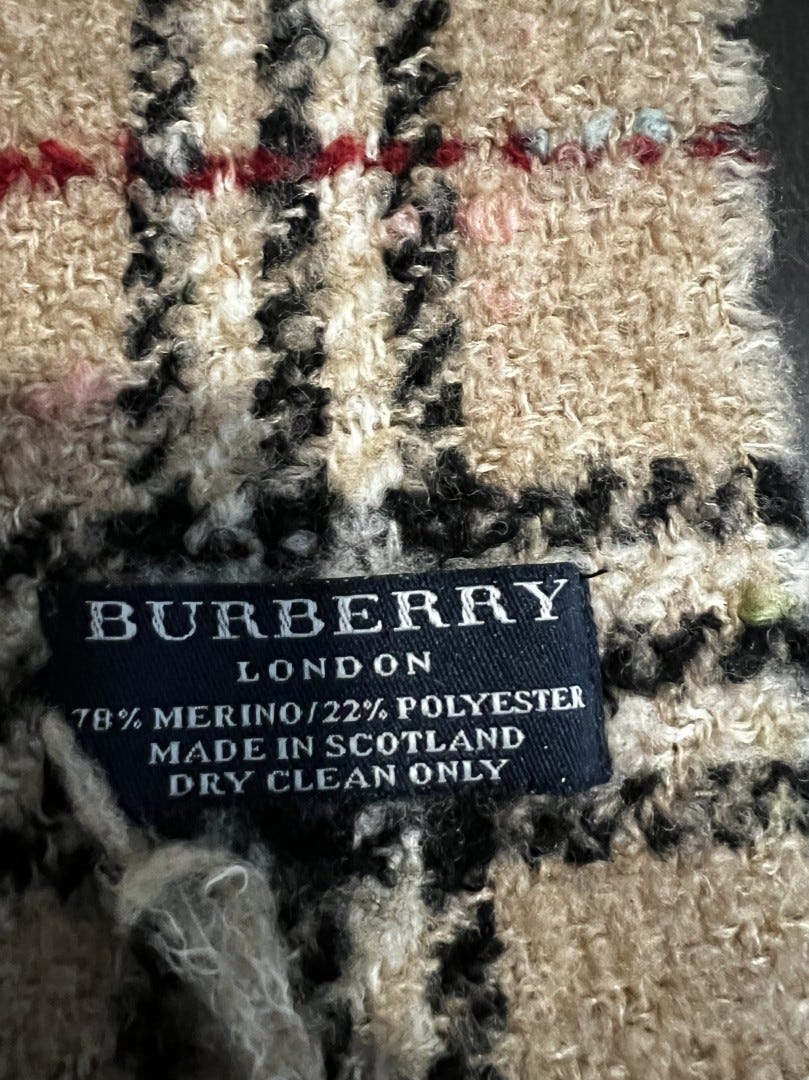 BURBERRY
LONDON
78% MERINO/22% POLYESTER
MADE IN SCOTLAND
DRY CLEAN ONLY